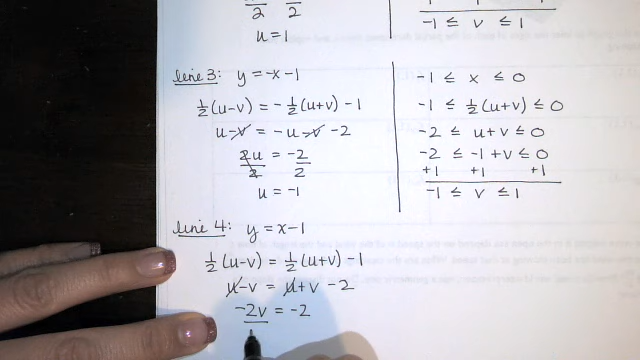 2 2
u = 1
-1 ≤ v ≤ 1
line 3: y = -x - 1
½(u-v) = -½(u+v) - 1
u - v = -u - v - 2
2u = -2
2 2
u = -1
-1 ≤ x ≤ 0
-1 ≤ ½(u+v) ≤ 0
-2 ≤ u+v ≤ 0
-2 ≤ -1+v ≤ 0
+1 +1 +1
-1 ≤ v ≤ 1
line 4: y = x - 1
½(u-v) = ½(u+v) - 1
u - v = u + v - 2
-2v = -2